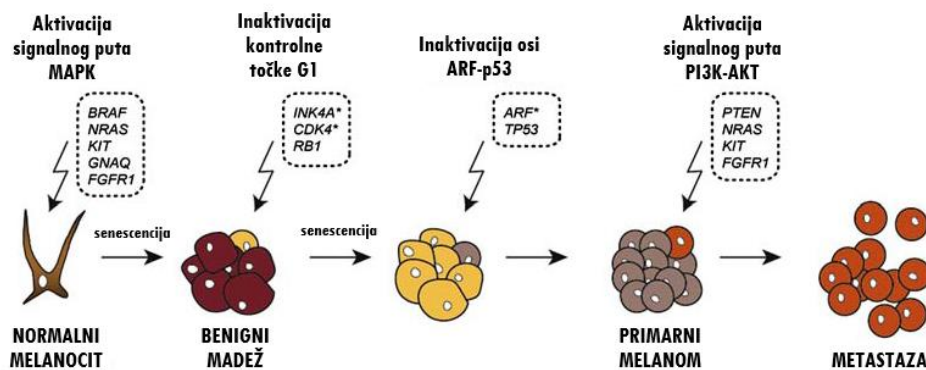 Aktivacija
signalnog puta
MAPK
BRAF
NRAS
KIT
GNAQ
FGFR1
Inaktivacija
kontrolne
točke G1
INK4A*
CDK4*
RB1
Inaktivacija osi
ARF-p53
ARF*
TP53
Aktivacija
signalnog puta
PI3K-AKT
PTEN
NRAS
KIT
FGFR1
senescencija
senescencija
NORMALNI
MELANOCIT
BENIGNI
MADEŽ
PRIMARNI
MELANOM
METASTAZA